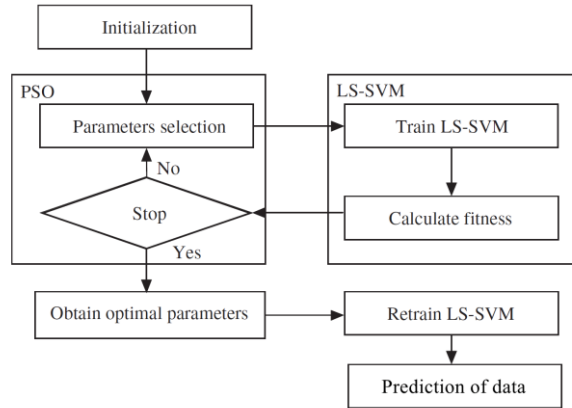 Initialization
PSO
LS-SVM
Parameters selection
Train LS-SVM
No
Stop
Calculate fitness
Yes
Obtain optimal parameters
Retrain LS-SVM
Prediction of data